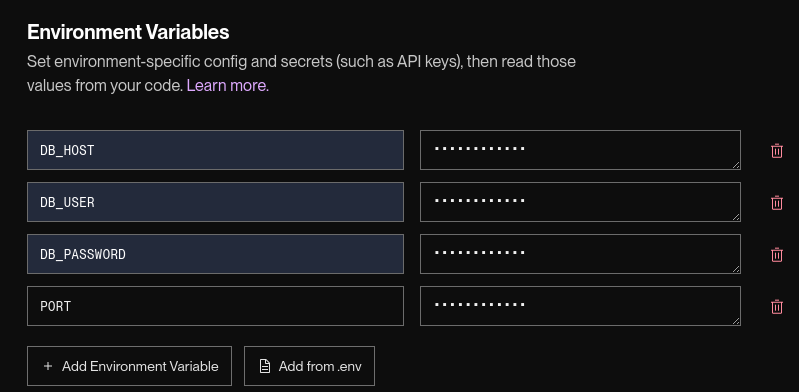 Environment Variables
Set environment-specific config and secrets (such as API keys), then read those
values from your code. Learn more.
DB_HOST ············
DB_USER ············
DB_PASSWORD ············
PORT ············
+ Add Environment Variable Add from .env